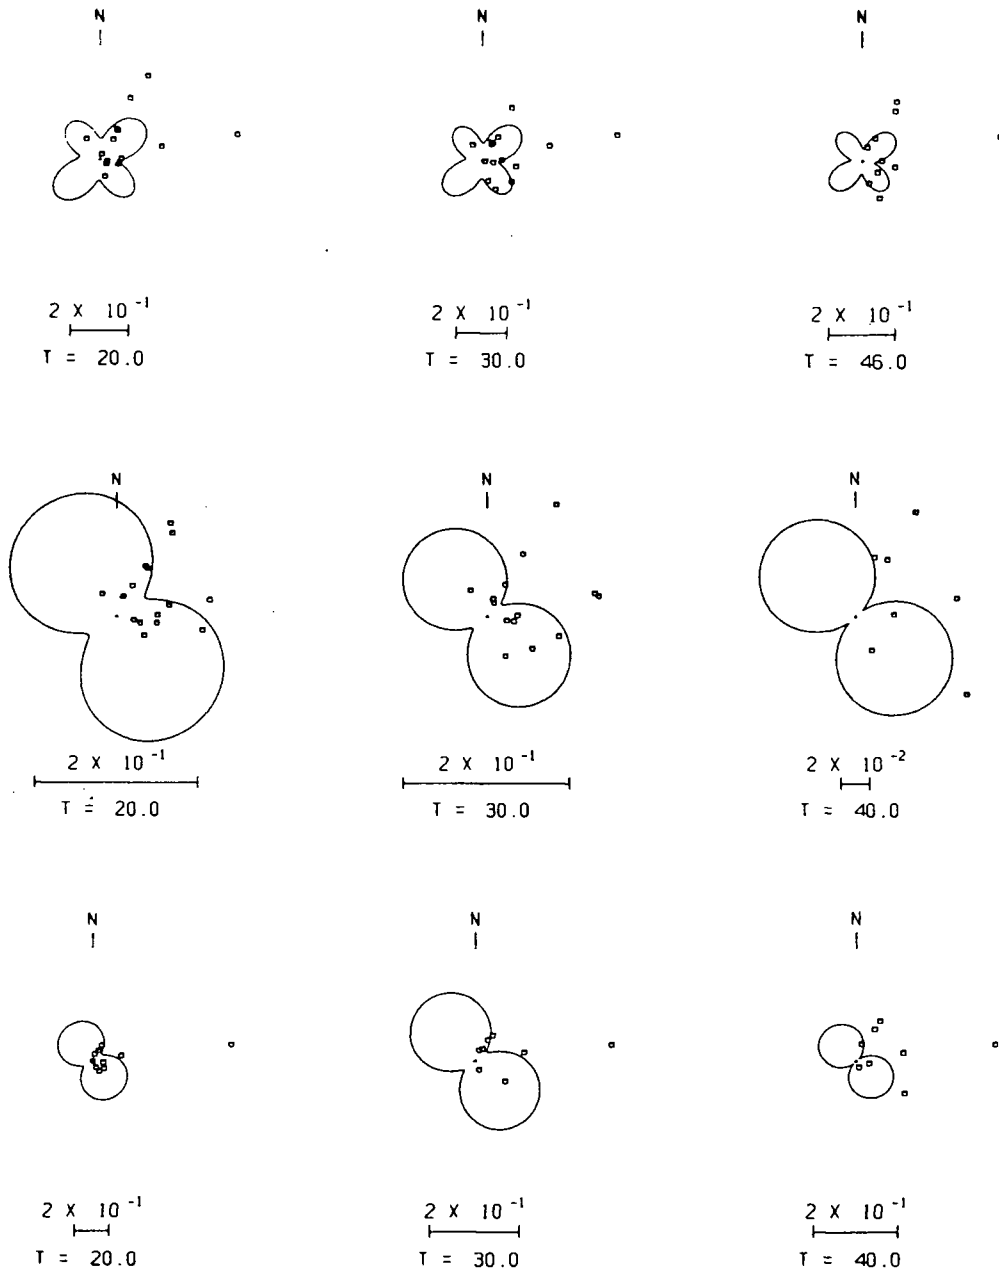 N N N
2 X 10⁻¹ 2 X 10⁻¹ 2 X 10⁻¹
T = 20.0 T = 30.0 T = 46.0
N N N
2 X 10⁻¹ 2 X 10⁻¹ 2 X 10⁻²
T = 20.0 T = 30.0 T = 40.0
N N N
2 X 10⁻¹ 2 X 10⁻¹ 2 X 10⁻¹
T = 20.0 T = 30.0 T = 40.0